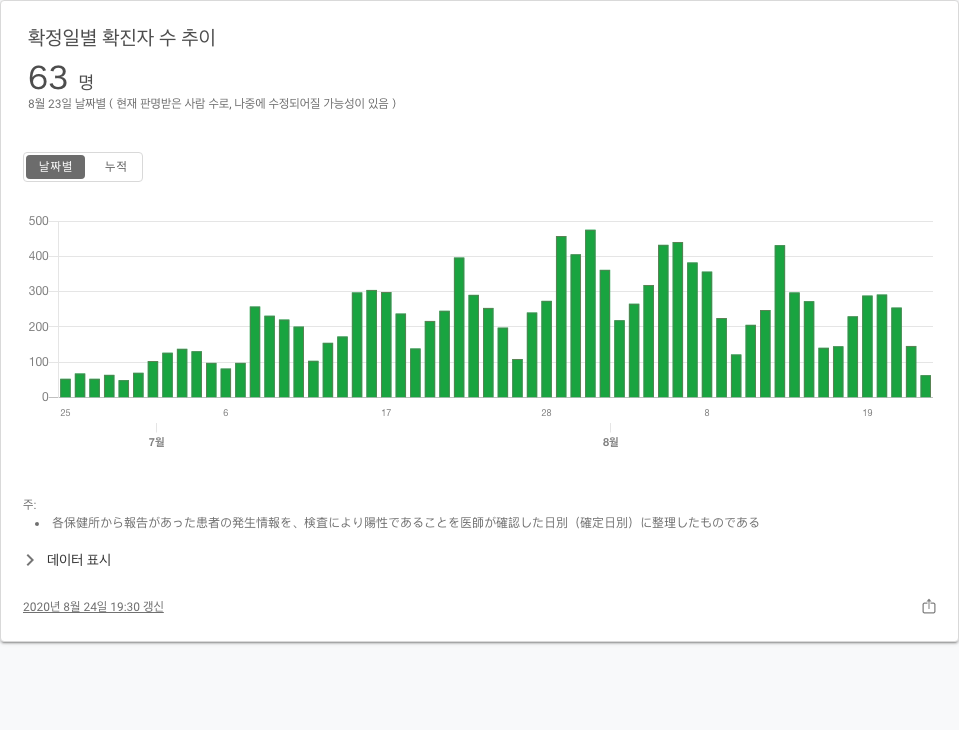 확정일별 확진자 수 추이
63 명
8월 23일 날짜별 ( 현재 판명받은 사람 수로, 나중에 수정되어질 가능성이 있음 )
날짜별 누적
500
400
300
200
100
0
25 6 17 28 8 19
7월 8월
주:
• 各保健所から報告があった患者の発生情報を、検査により陽性であることを医師が確認した日別（確定日別）に整理したものである
데이터 표시
2020년 8월 24일 19:30 갱신